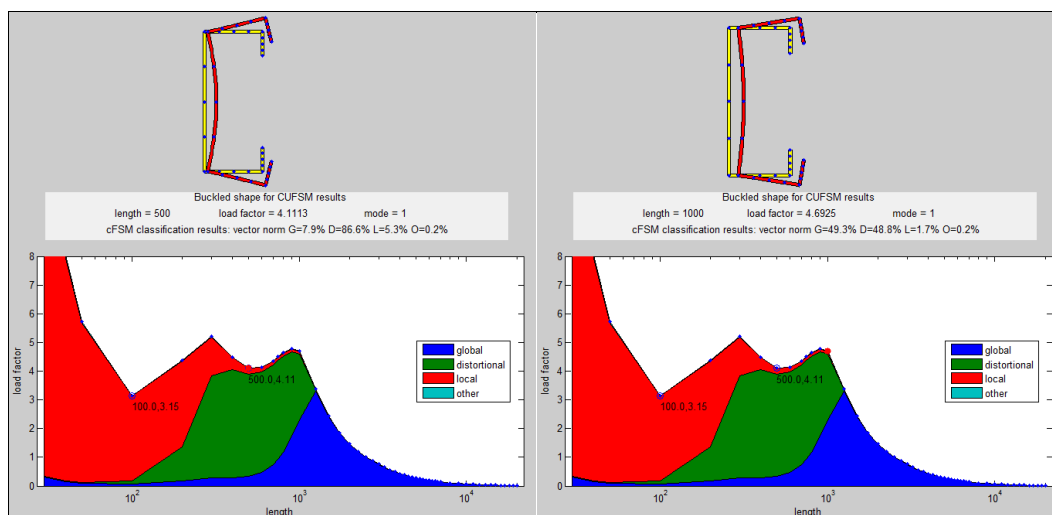 Buckled shape for CUFSM results
length = 500 load factor = 4.1113 mode = 1
cFSM classification results: vector norm G=7.9% D=86.6% L=5.3% O=0.2%
8
7
6
5
4
3
2
1
0
load factor
500.0,4.11
100.0,3.15
global
distortional
local
other
10^2
10^3
10^4
length
Buckled shape for CUFSM results
length = 1000 load factor = 4.6925 mode = 1
cFSM classification results: vector norm G=49.3% D=48.8% L=1.7% O=0.2%
8
7
6
5
4
3
2
1
0
load factor
500.0,4.11
100.0,3.15
global
distortional
local
other
10^2
10^3
10^4
length